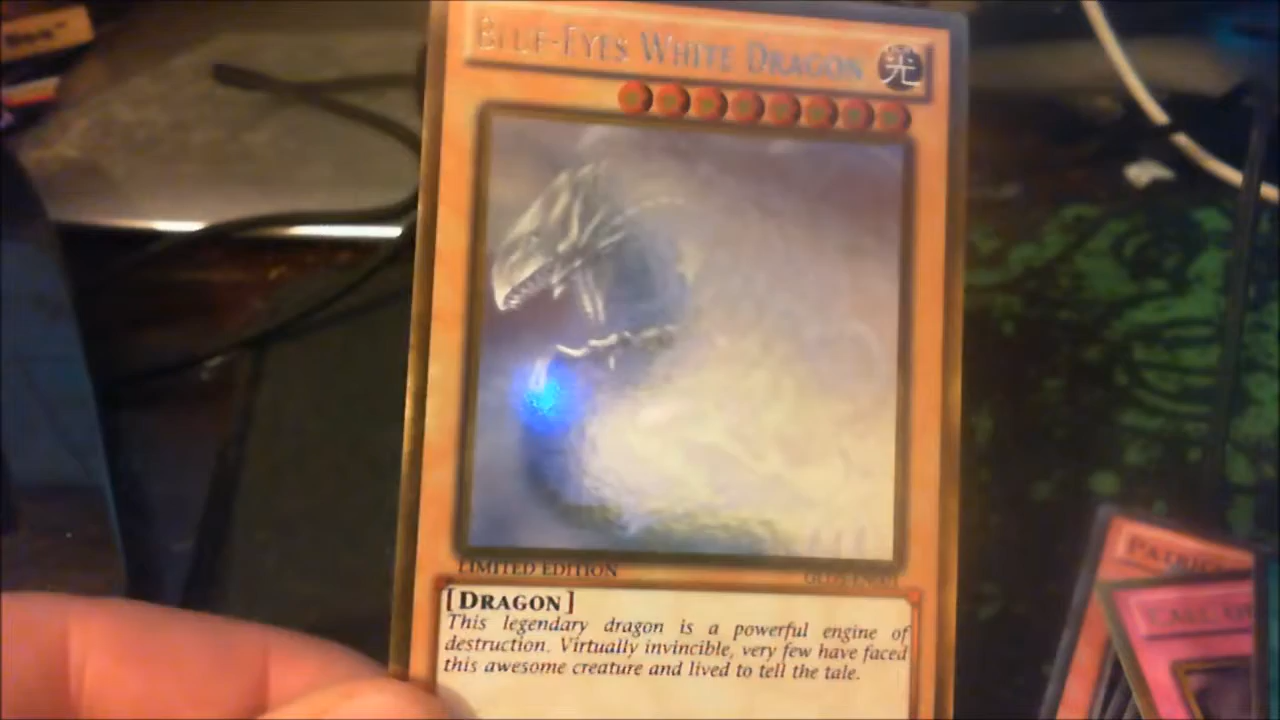 BLUE-EYES WHITE DRAGON
光
LIMITED EDITION
[DRAGON]
This legendary dragon is a powerful engine of
destruction. Virtually invincible, very few have faced
this awesome creature and lived to tell the tale.